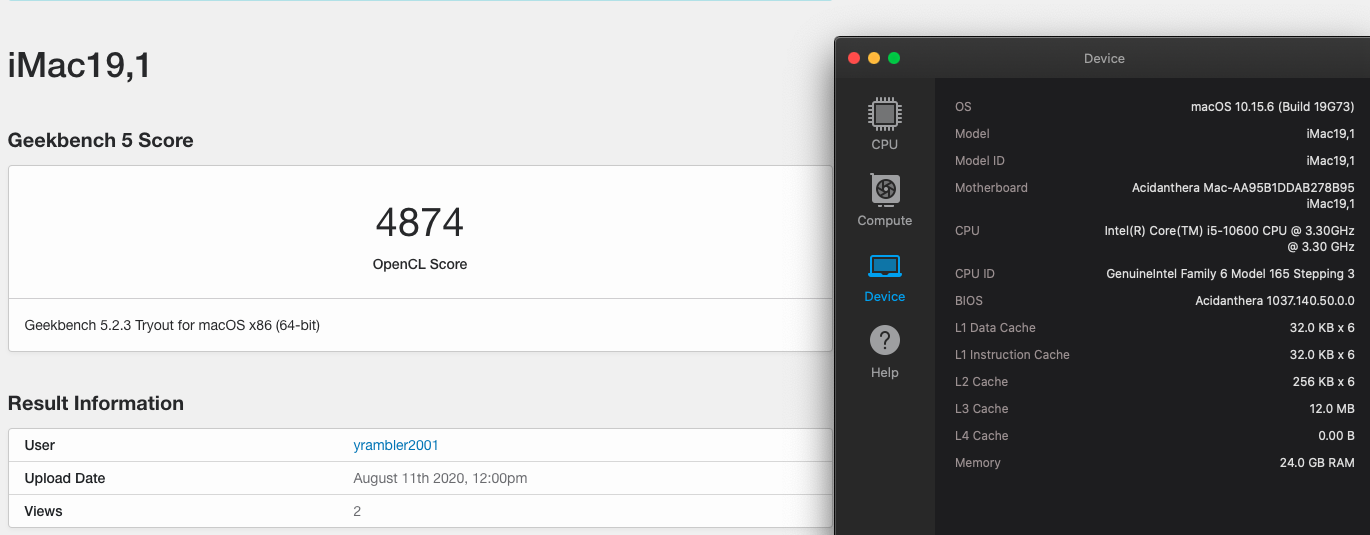 iMac19,1
Geekbench 5 Score
4874
OpenCL Score
Geekbench 5.2.3 Tryout for macOS x86 (64-bit)
Result Information
User yrambler2001
Upload Date August 11th 2020, 12:00pm
Views 2
Device
CPU
Compute
Device
Help
OS macOS 10.15.6 (Build 19G73)
Model iMac19,1
Model ID iMac19,1
Motherboard Acidanthera Mac-AA95B1DDAB278B95
iMac19,1
CPU Intel(R) Core(TM) i5-10600 CPU @ 3.30GHz
@ 3.30 GHz
CPU ID GenuineIntel Family 6 Model 165 Stepping 3
BIOS Acidanthera 1037.140.50.0.0
L1 Data Cache 32.0 KB x 6
L1 Instruction Cache 32.0 KB x 6
L2 Cache 256 KB x 6
L3 Cache 12.0 MB
L4 Cache 0.00 B
Memory 24.0 GB RAM